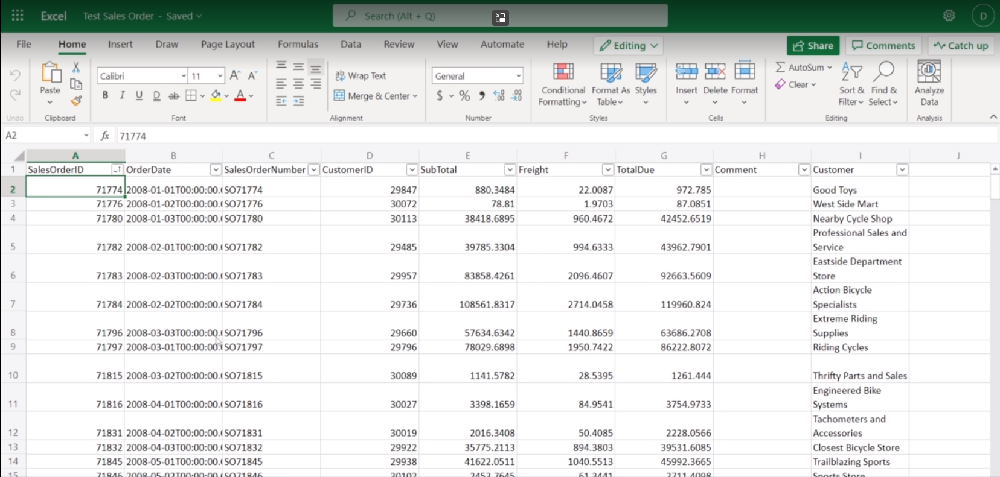 Excel Test Sales Order - Saved Search (Alt + Q) D
File Home Insert Draw Page Layout Formulas Data Review View Automate Help Editing Share Comments Catch up
Paste Calibri 11 A^ Aˇ ab Wrap Text General Conditional Formatting Format As Table Styles Insert Delete Format AutoSum Sort & Filter Find & Select Analyze Data
B I U D ab A Merge & Center $ % Clear
Undo Clipboard Font Alignment Number Styles Cells Editing Analysis
A2 fx 71774
A B C D E F G H I J
1 SalesOrderID OrderDate SalesOrderNumber CustomerID SubTotal Freight TotalDue Comment Customer
2 71774 2008-01-01T00:00:00. SO71774 29847 880.3484 22.0087 972.785 Good Toys
3 71776 2008-01-02T00:00:00. SO71776 30072 78.81 1.9703 87.0851 West Side Mart
4 71780 2008-01-03T00:00:00. SO71780 30113 38418.6895 960.4672 42452.6519 Nearby Cycle Shop
5 71782 2008-02-01T00:00:00. SO71782 29485 39785.3304 994.6333 43962.7901 Professional Sales and Service
6 71783 2008-02-03T00:00:00. SO71783 29957 83858.4261 2096.4607 92663.5609 Eastside Department Store
7 71784 2008-02-02T00:00:00. SO71784 29736 108561.8317 2714.0458 119960.824 Action Bicycle Specialists
8 71796 2008-03-03T00:00:00. SO71796 29660 57634.6342 1440.8659 63686.2708 Extreme Riding Supplies
9 71797 2008-03-01T00:00:00. SO71797 29796 78029.6898 1950.7422 86222.8072 Riding Cycles
10 71815 2008-03-02T00:00:00. SO71815 30089 1141.5782 28.5395 1261.444 Thrifty Parts and Sales
11 71816 2008-04-01T00:00:00. SO71816 30027 3398.1659 84.9541 3754.9733 Engineered Bike Systems
12 71831 2008-04-02T00:00:00. SO71831 30019 2016.3408 50.4085 2228.0566 Tachometers and Accessories
13 71832 2008-04-03T00:00:00. SO71832 29922 35775.2113 894.3803 39531.6085 Closest Bicycle Store
14 71845 2008-05-01T00:00:00. SO71845 29938 41622.0511 1040.5513 45992.3665 Trailblazing Sports
15 71846 2008-05-02T00:00:00. SO71846 30102 2453.7645 61.3441 2711.4098 Sports Store